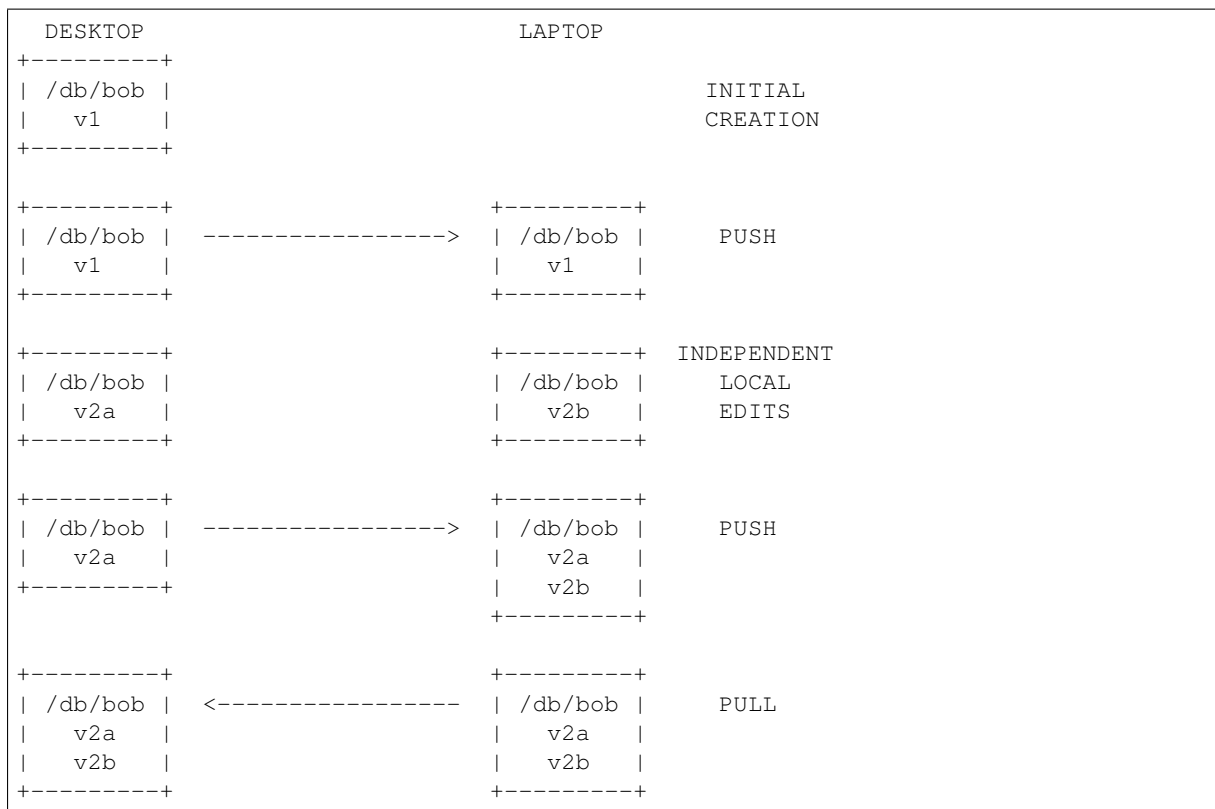 DESKTOP LAPTOP
+---------+
| /db/bob | INITIAL
| v1 | CREATION
+---------+
+---------+ +---------+
| /db/bob | -----------------> | /db/bob | PUSH
| v1 | | v1 |
+---------+ +---------+
+---------+ +---------+ INDEPENDENT
| /db/bob | | /db/bob | LOCAL
| v2a | | v2b | EDITS
+---------+ +---------+
+---------+ +---------+
| /db/bob | -----------------> | /db/bob | PUSH
| v2a | | v2a |
+---------+ | v2b |
+---------+
+---------+ +---------+
| /db/bob | <----------------- | /db/bob | PULL
| v2a | | v2a |
| v2b | | v2b |
+---------+ +---------+